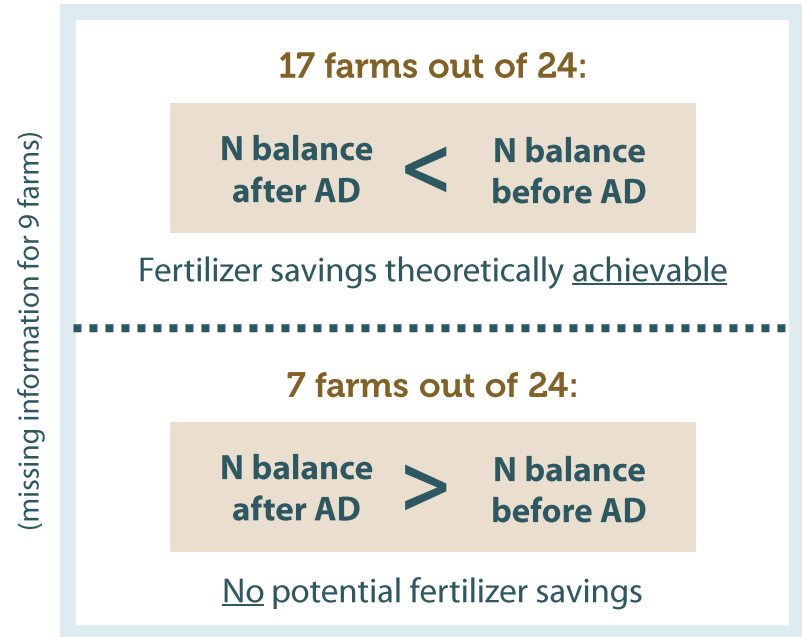 (missing information for 9 farms)
17 farms out of 24:
N balance after AD < N balance before AD
Fertilizer savings theoretically achievable
7 farms out of 24:
N balance after AD > N balance before AD
No potential fertilizer savings